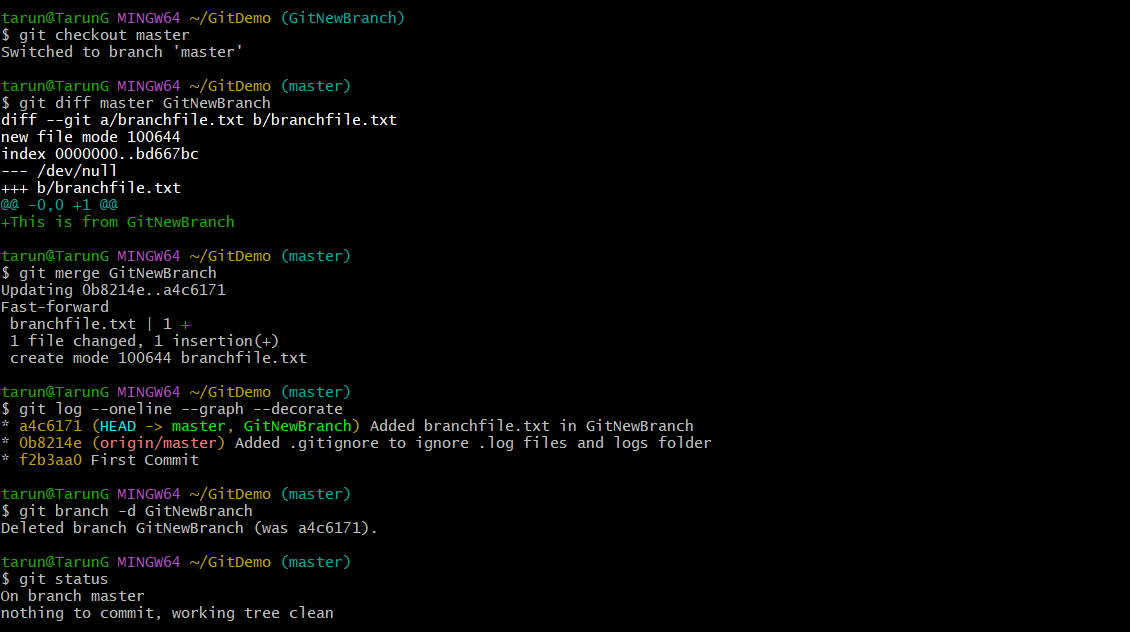 tarun@TarunG MINGW64 ~/GitDemo (GitNewBranch)
$ git checkout master
Switched to branch 'master'
tarun@TarunG MINGW64 ~/GitDemo (master)
$ git diff master GitNewBranch
diff --git a/branchfile.txt b/branchfile.txt
new file mode 100644
index 0000000..bd667bc
--- /dev/null
+++ b/branchfile.txt
@@ -0,0 +1 @@
+This is from GitNewBranch
tarun@TarunG MINGW64 ~/GitDemo (master)
$ git merge GitNewBranch
Updating 0b8214e..a4c6171
Fast-forward
 branchfile.txt | 1 +
 1 file changed, 1 insertion(+)
 create mode 100644 branchfile.txt
tarun@TarunG MINGW64 ~/GitDemo (master)
$ git log --oneline --graph --decorate
* a4c6171 (HEAD -> master, GitNewBranch) Added branchfile.txt in GitNewBranch
* 0b8214e (origin/master) Added .gitignore to ignore .log files and logs folder
* f2b3aa0 First Commit
tarun@TarunG MINGW64 ~/GitDemo (master)
$ git branch -d GitNewBranch
Deleted branch GitNewBranch (was a4c6171).
tarun@TarunG MINGW64 ~/GitDemo (master)
$ git status
On branch master
nothing to commit, working tree clean